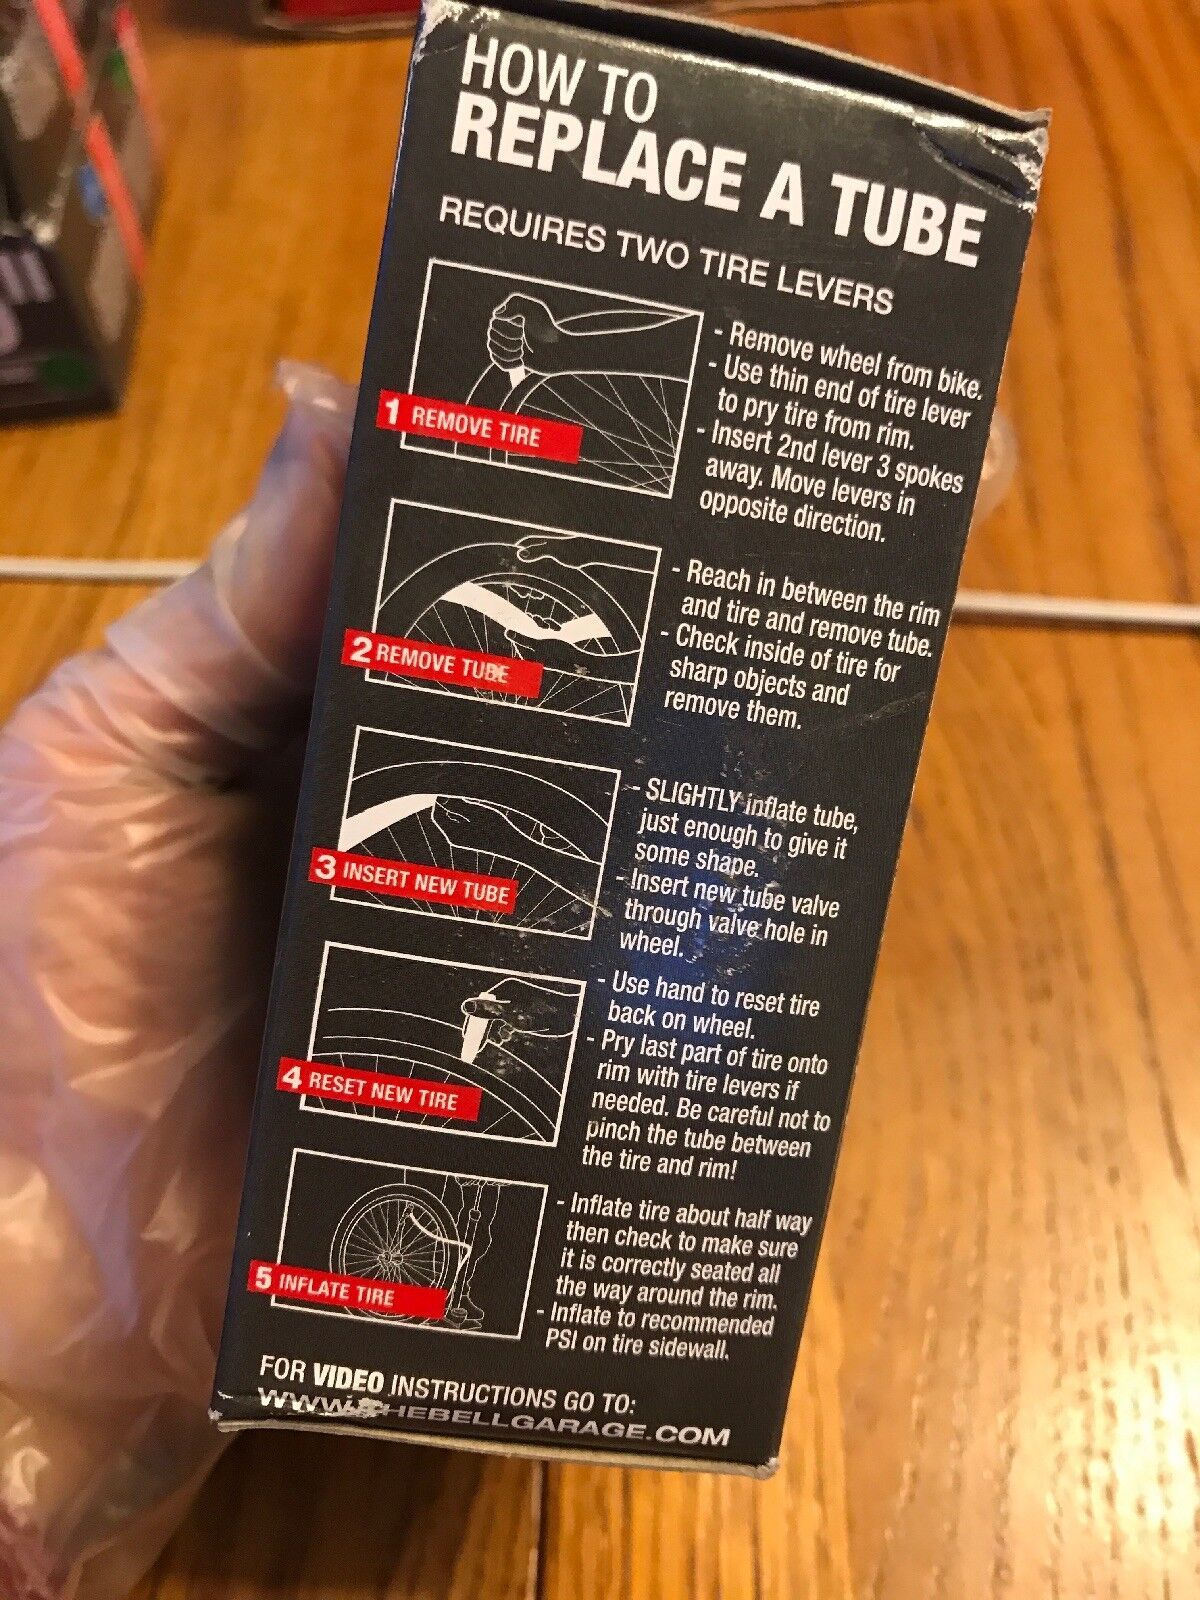 HOW TO
REPLACE A TUBE
REQUIRES TWO TIRE LEVERS
1 REMOVE TIRE
- Remove wheel from bike.
- Use thin end of tire lever
to pry tire from rim.
- Insert 2nd lever 3 spokes
away. Move levers in
opposite direction.
2 REMOVE TUBE
- Reach in between the rim
and tire and remove tube.
- Check inside of tire for
sharp objects and
remove them.
3 INSERT NEW TUBE
- SLIGHTLY inflate tube,
just enough to give it
some shape.
- Insert new tube valve
through valve hole in
wheel.
4 RESET NEW TIRE
- Use hand to reset tire
back on wheel.
- Pry last part of tire onto
rim with tire levers if
needed. Be careful not to
pinch the tube between
the tire and rim!
5 INFLATE TIRE
- Inflate tire about half way
then check to make sure
it is correctly seated all
the way around the rim.
- Inflate to recommended
PSI on tire sidewall.
FOR VIDEO INSTRUCTIONS GO TO:
WWW.THEBELLGARAGE.COM